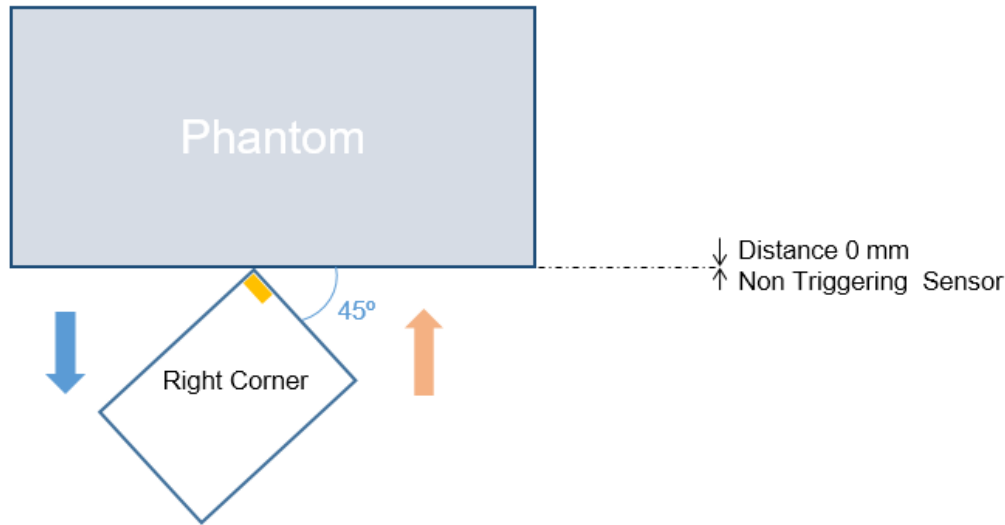 Phantom
Distance 0 mm
Non Triggering Sensor
45º
Right Corner